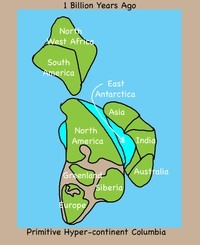 1 Billion Years Ago
North
West Africa
South
America
East
Antarctica
Asia
North
America
India
Greenland
Australia
Siberia
Europe
Primitive Hyper-continent Columbia